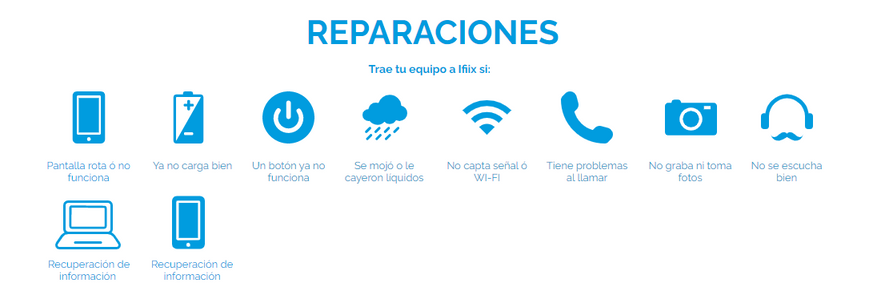 REPARACIONES
Trae tu equipo a Ifiix si:
Pantalla rota ó no
funciona
Ya no carga bien
Un botón ya no
funciona
Se mojó o le
cayeron líquidos
No capta señal ó
WI-FI
Tiene problemas
al llamar
No graba ni toma
fotos
No se escucha
bien
Recuperación de
información
Recuperación de
información